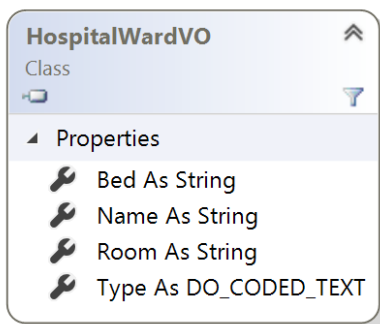 HospitalWardVO
Class
Properties
Bed As String
Name As String
Room As String
Type As DO_CODED_TEXT